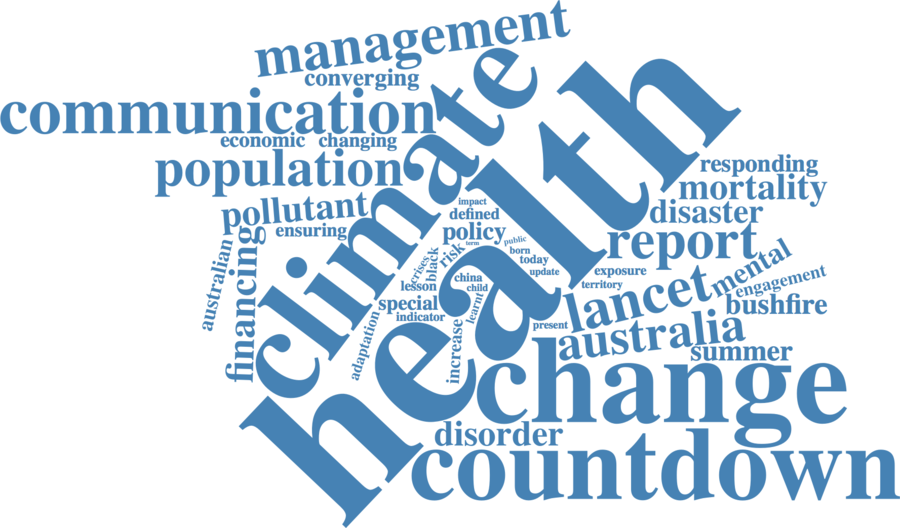 management
converging
communication
economic changing
population
climate
health
pollutant
ensuring
australian
financing
impact
defined
policy
risk
term
public
born
today
update
crises
black
lesson
china
child
learnt
special
indicator
adaptation
increase
present
responding
mortality
disaster
report
exposure
territory
mental
engagement
lancet
bushfire
australia
summer
change
disorder
countdown